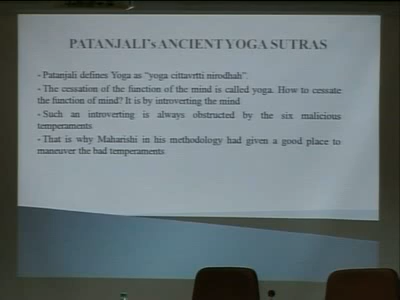 PATANJALI's ANCIENT YOGA SUTRAS
- Patanjali defines Yoga as "yoga cittavrtti nirodhah".
- The cessation of the function of the mind is called yoga. How to cessate
the function of mind? It is by introverting the mind
- Such an introverting is always obstructed by the six malicious
temperaments
- That is why Maharishi in his methodology had given a good place to
maneuver the bad temperaments